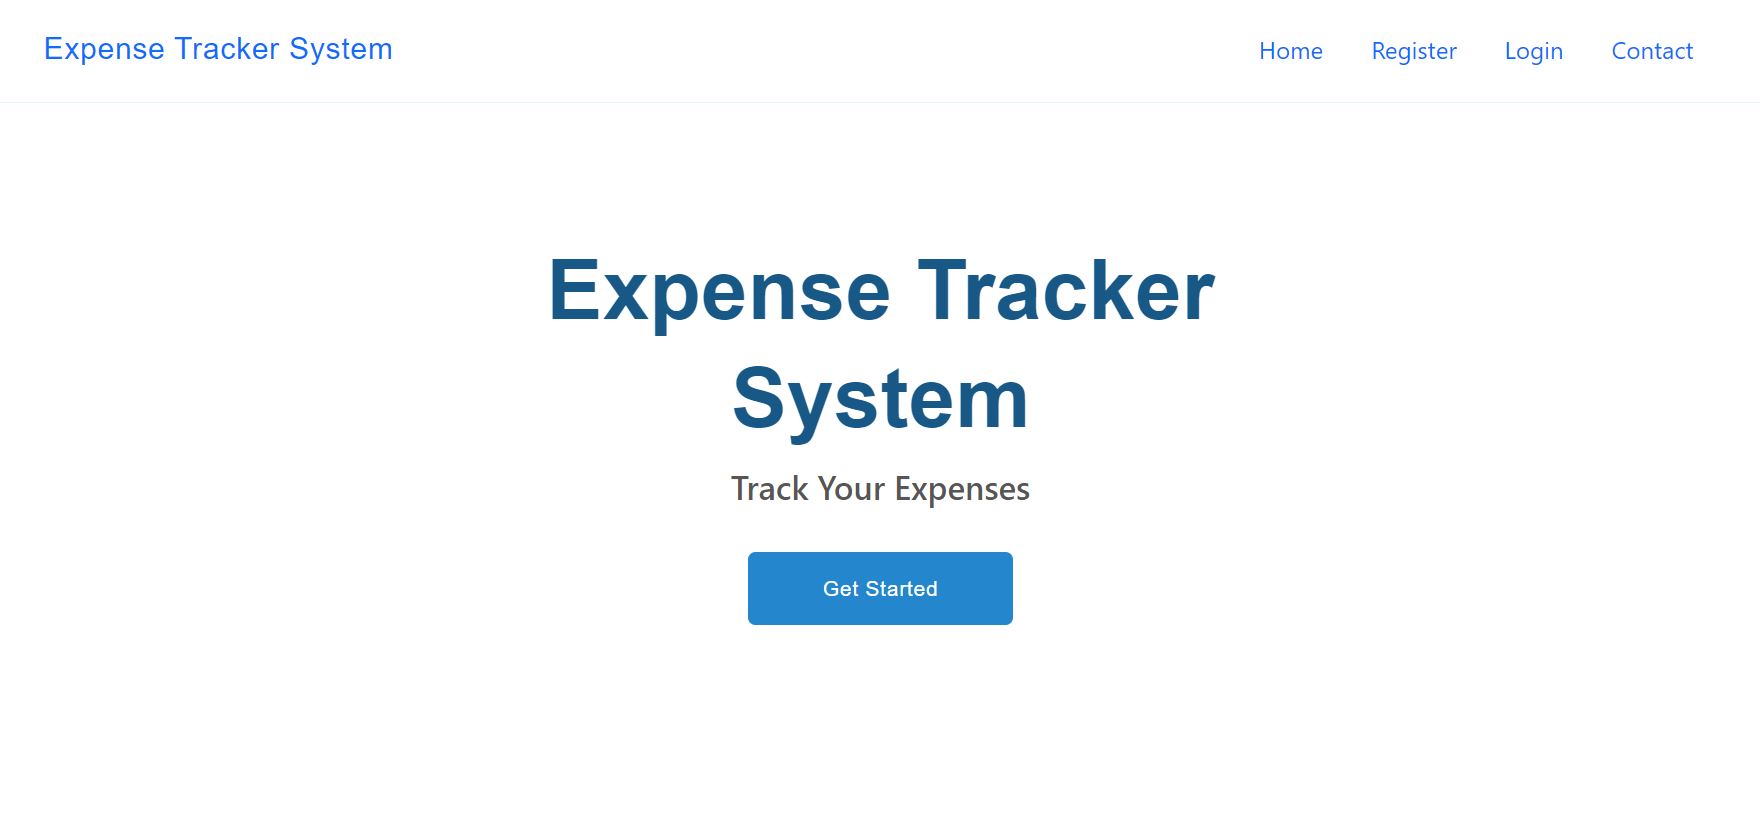 Expense Tracker System
Home Register Login Contact
Expense Tracker
System
Track Your Expenses
Get Started